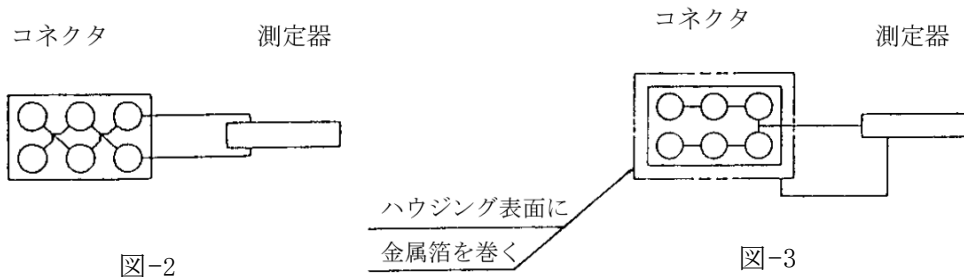 コネクタ
測定器
図-2
コネクタ
測定器
ハウジング表面に
金属箔を巻く
図-3